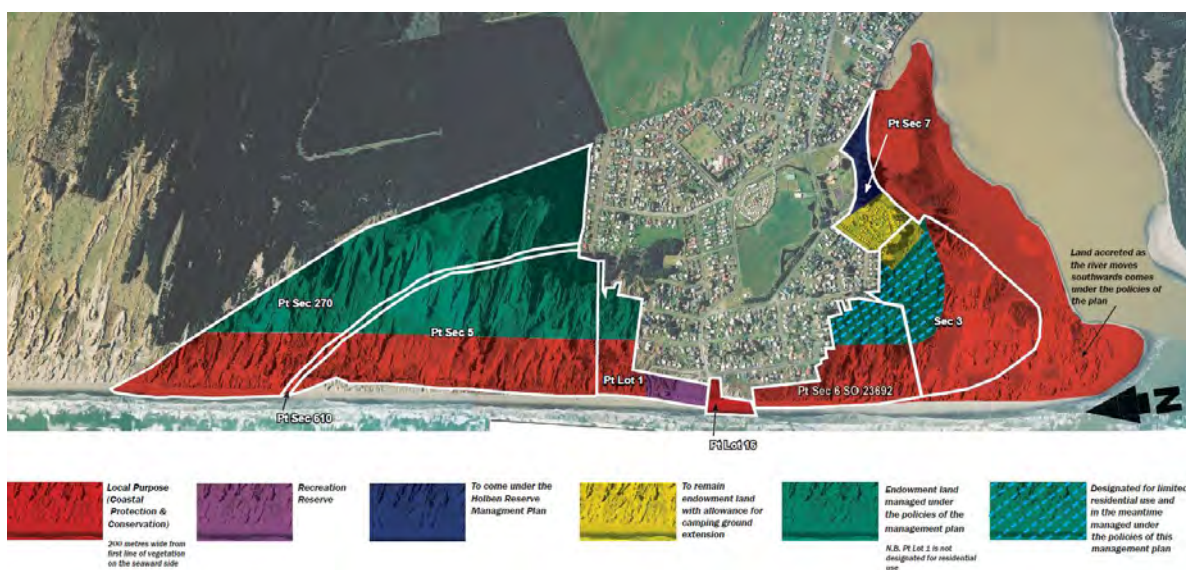 Pt Sec 7
Land accreted as
the river moves
southwards comes
under the policies of
the plan
Pt Sec 270
Pt Sec 5
Sec 3
Pt Lot 1
Pt Sec 6 SO 23692
Pt Sec 610
Pt Lot 16
N
Local Purpose
(Coastal
Protection &
Conservation)
200 metres wide from
first line of vegetation
on the seaward side
Recreation
Reserve
To come under the
Holben Reserve
Managment Plan
To remain
endowment land
with allowance for
camping ground
extension
Endowment land
managed under
the policies of the
management plan
N.B. Pt Lot 1 is not
designated for residential
use
Designated for limited
residential use and
in the meantime
managed under
the policies of this
management plan